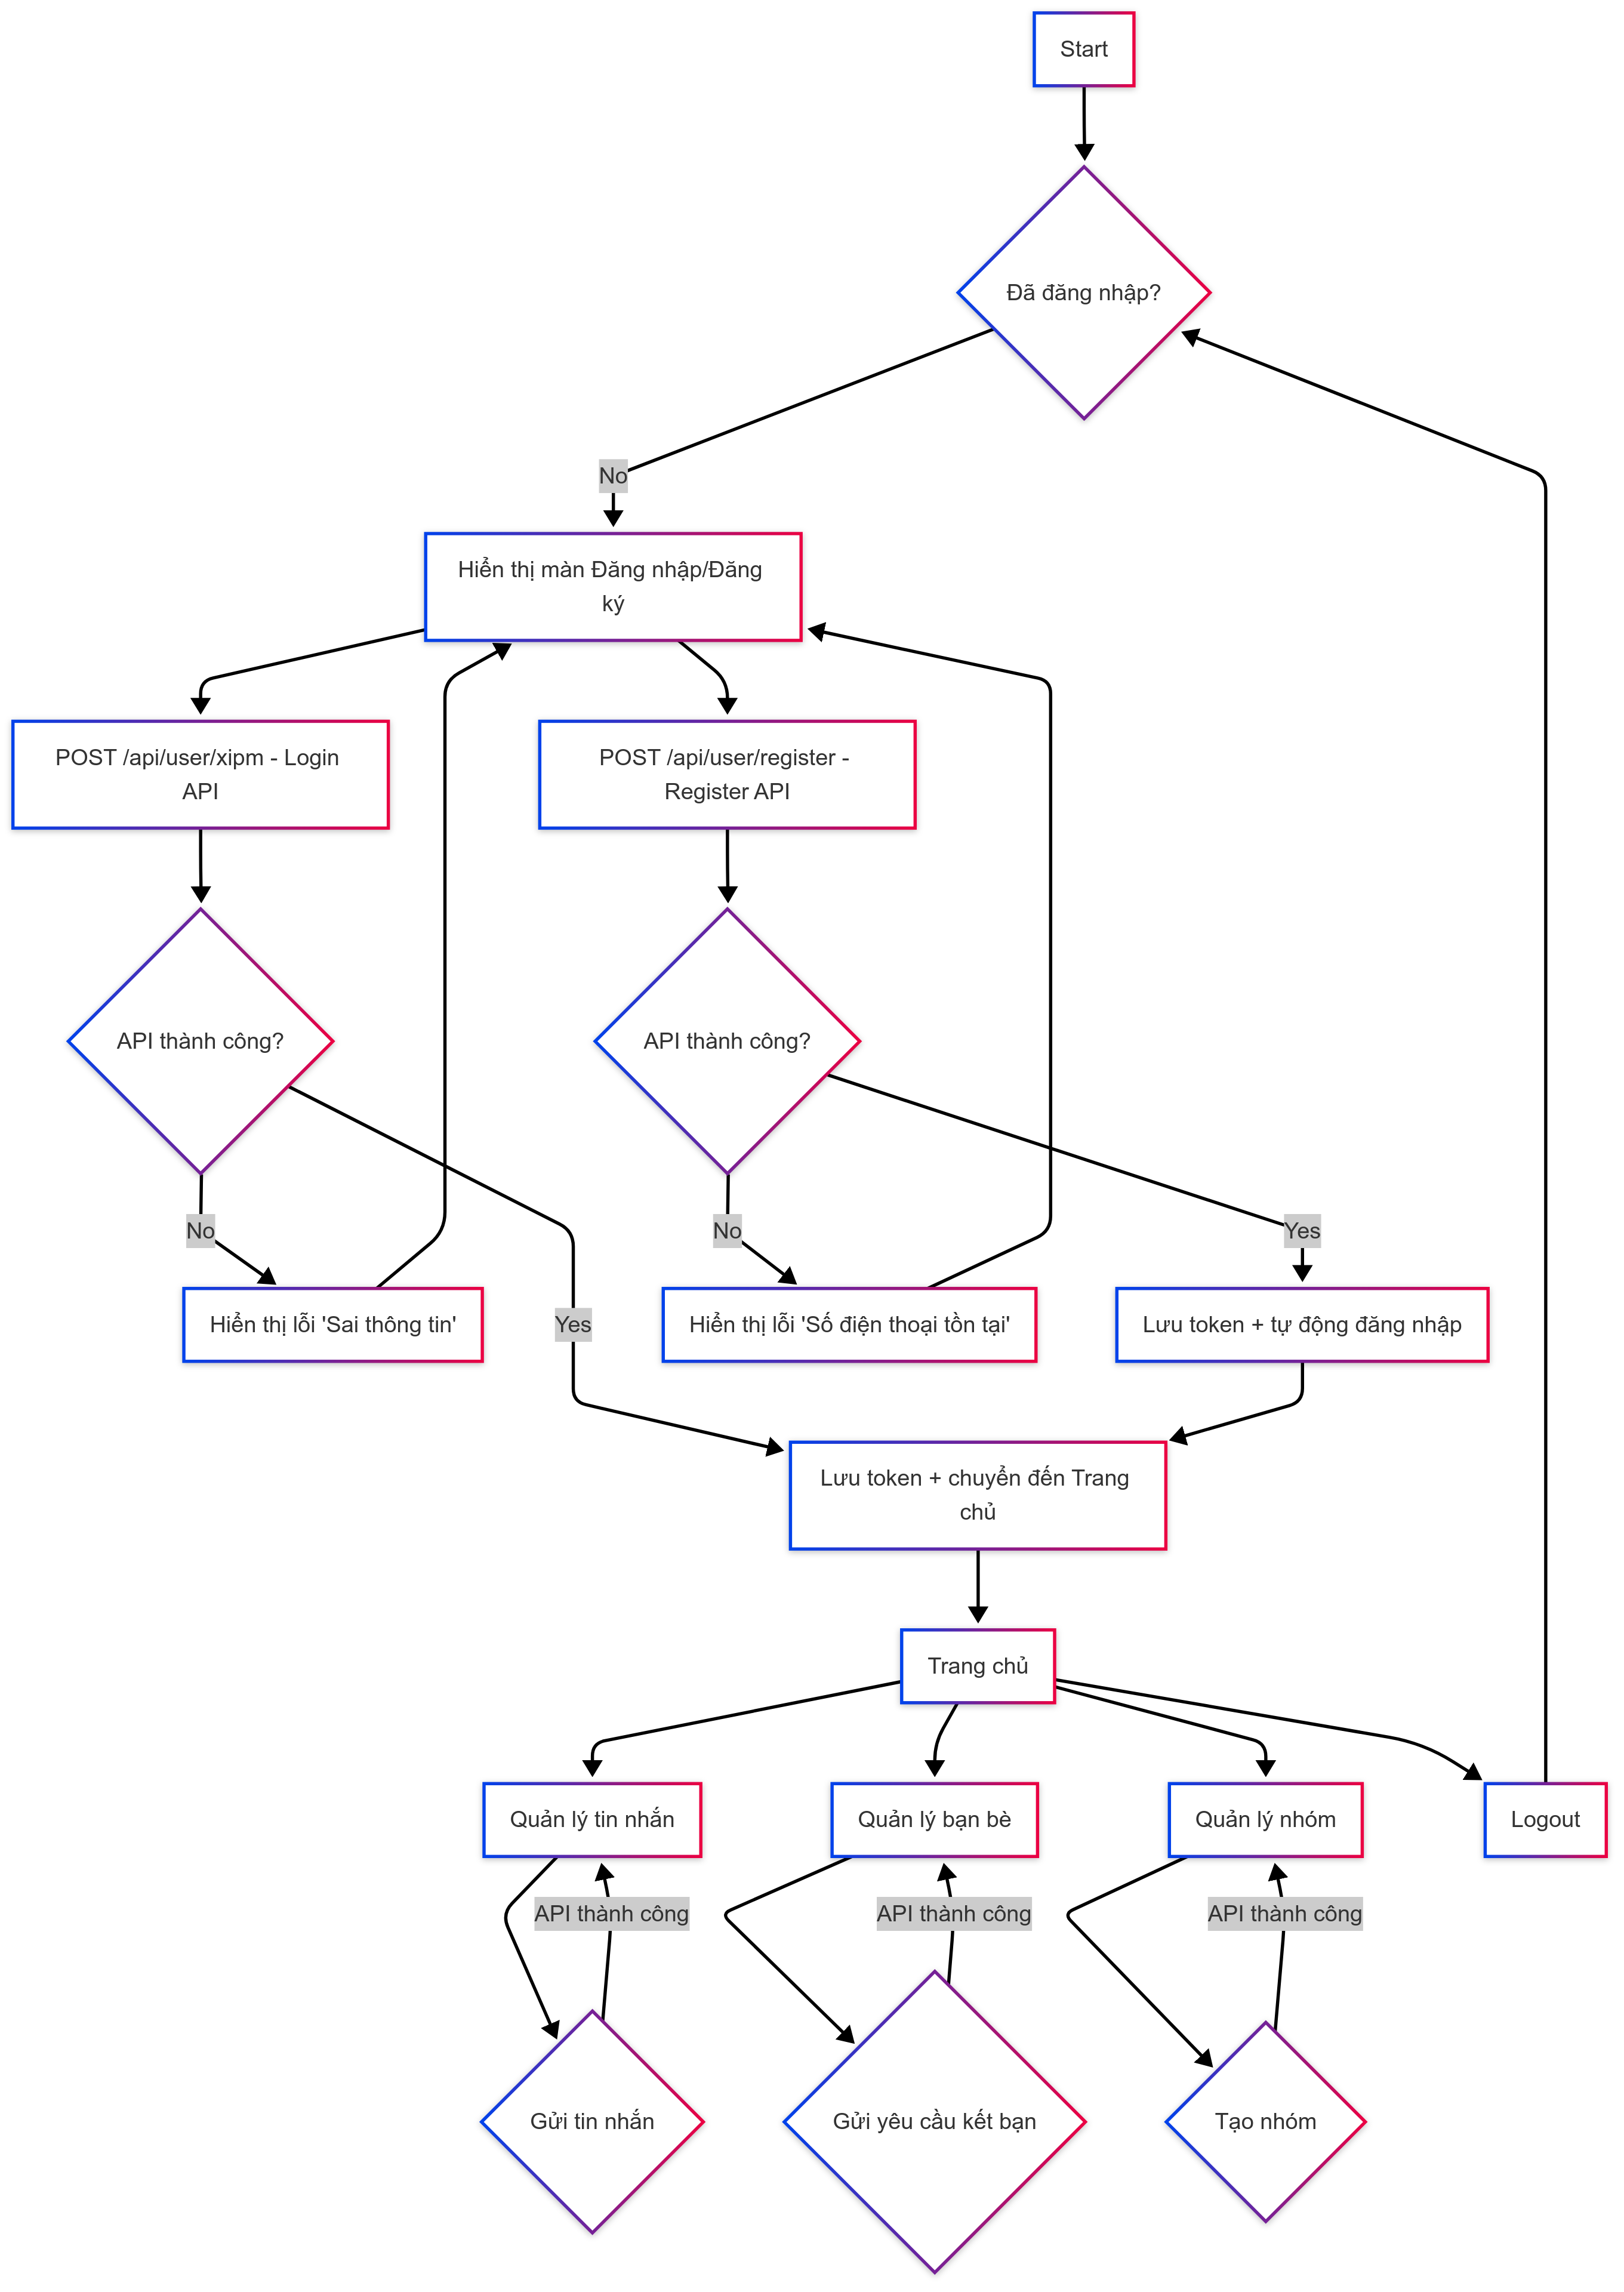 Start
Đã đăng nhập?
No
Hiển thị màn Đăng nhập/Đăng
ký
POST /api/user/xipm - Login
API
POST /api/user/register -
Register API
API thành công?
API thành công?
No
No
Yes
Hiển thị lỗi 'Sai thông tin'
Yes
Hiển thị lỗi 'Số điện thoại tồn tại'
Lưu token + tự động đăng nhập
Lưu token + chuyển đến Trang
chủ
Trang chủ
Quản lý tin nhắn
Quản lý bạn bè
Quản lý nhóm
Logout
API thành công
API thành công
API thành công
Gửi tin nhắn
Gửi yêu cầu kết bạn
Tạo nhóm